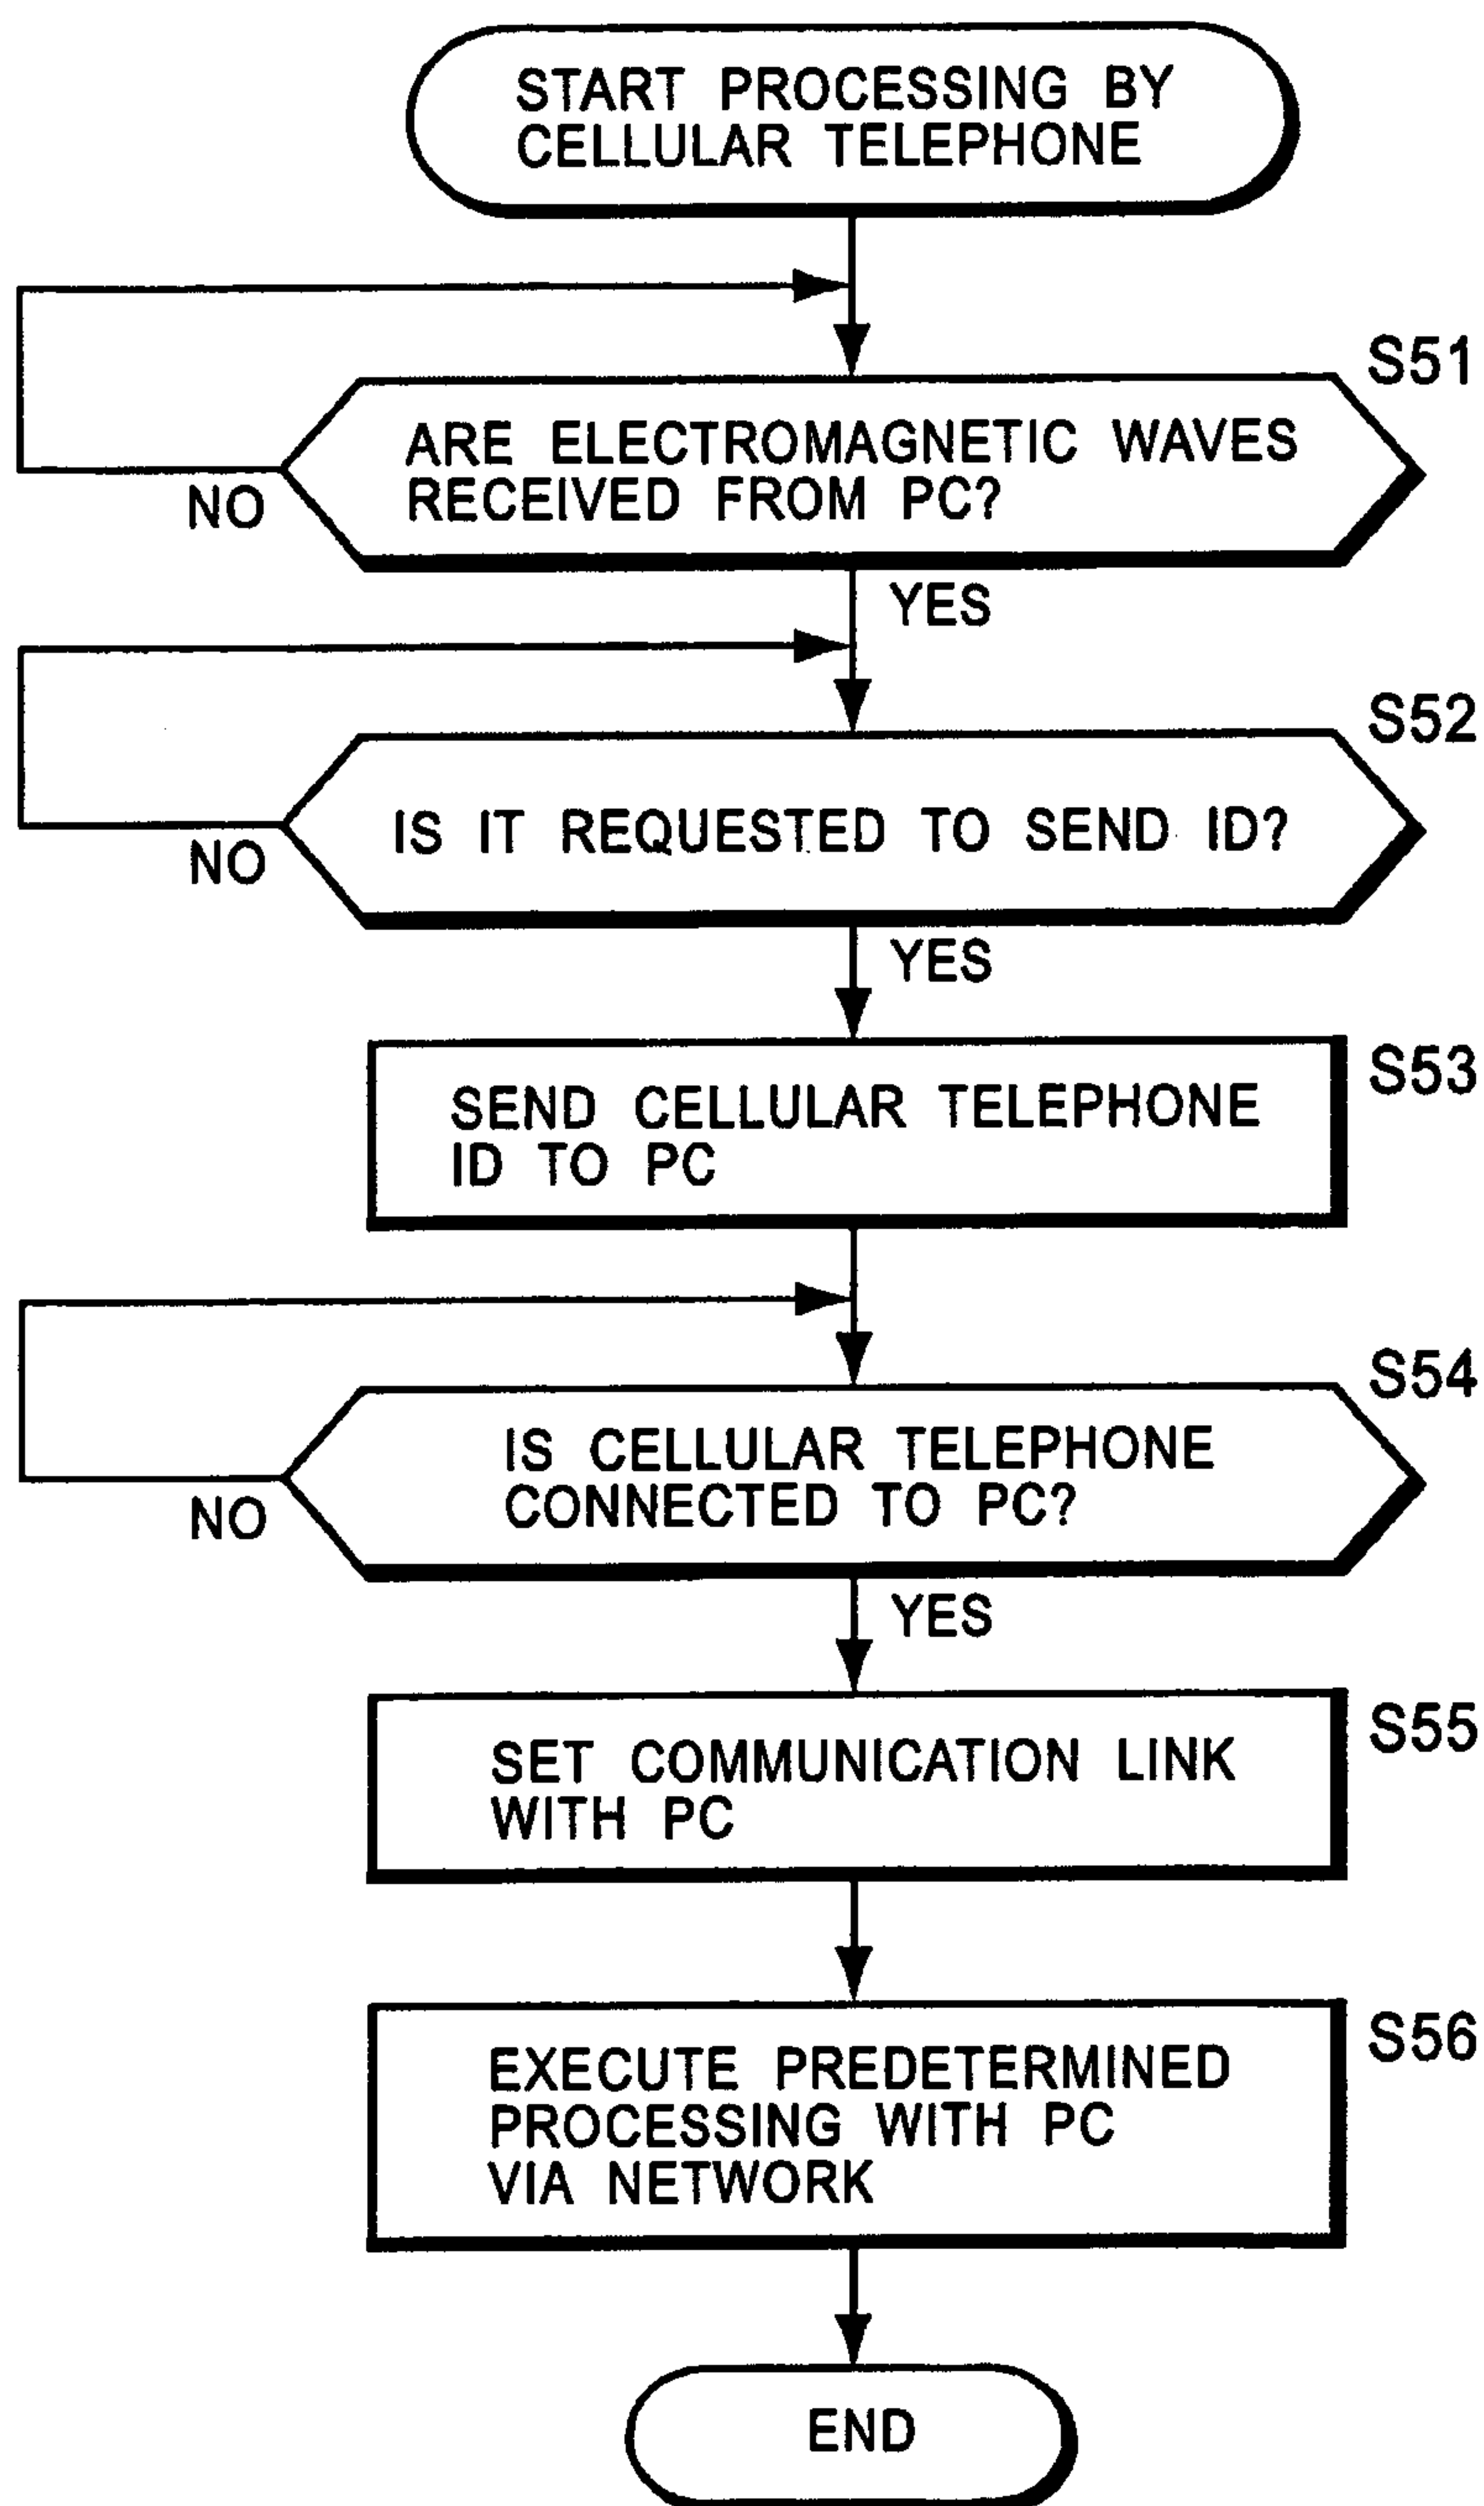 START PROCESSING BY
CELLULAR TELEPHONE
S51
ARE ELECTROMAGNETIC WAVES
RECEIVED FROM PC?
NO
YES
S52
IS IT REQUESTED TO SEND ID?
NO
YES
S53
SEND CELLULAR TELEPHONE
ID TO PC
S54
IS CELLULAR TELEPHONE
CONNECTED TO PC?
NO
YES
S55
SET COMMUNICATION LINK
WITH PC
S56
EXECUTE PREDETERMINED
PROCESSING WITH PC
VIA NETWORK
END